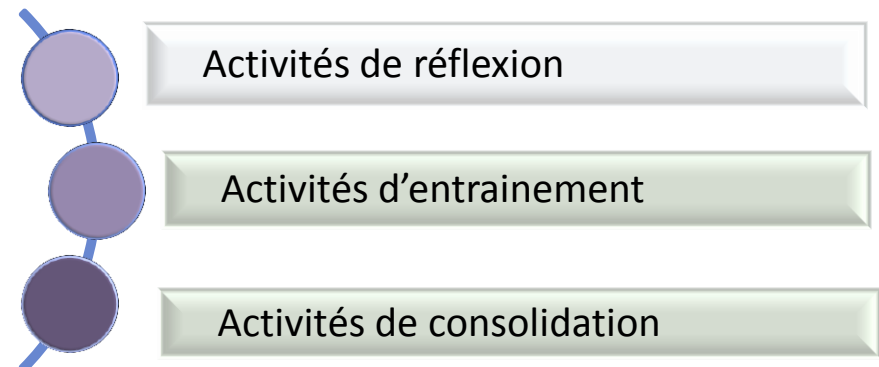 Activités de réflexion
Activités d’entrainement
Activités de consolidation